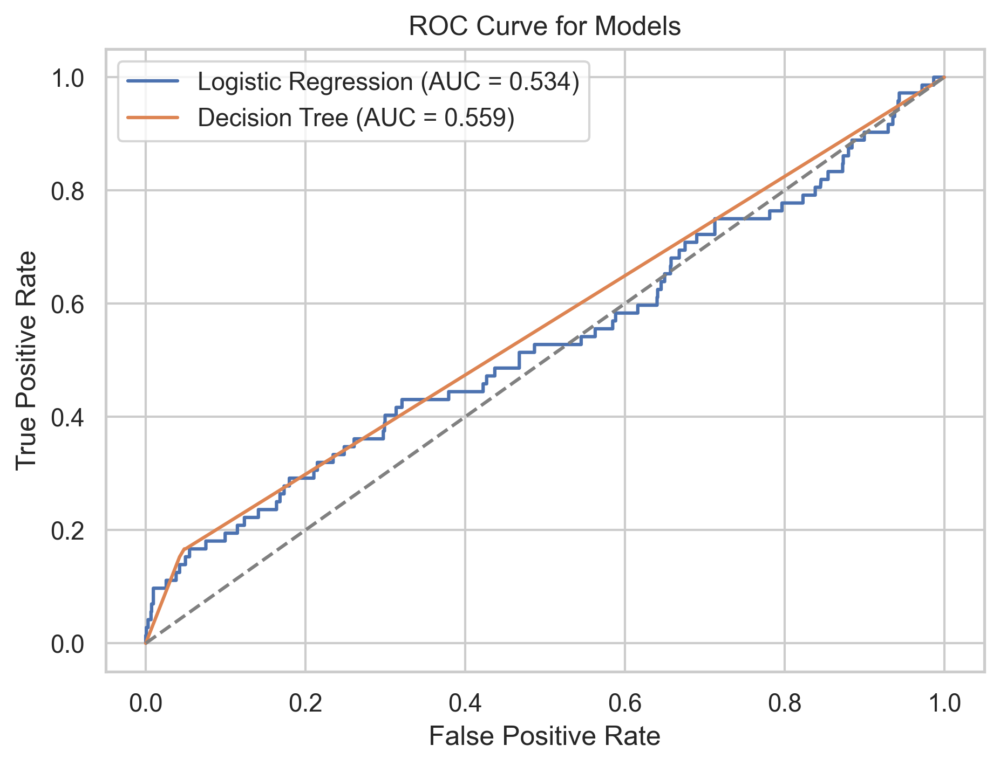 ROC Curve for Models
Logistic Regression (AUC = 0.534)
Decision Tree (AUC = 0.559)
True Positive Rate
1.0
0.8
0.6
0.4
0.2
0.0
0.0 0.2 0.4 0.6 0.8 1.0
False Positive Rate